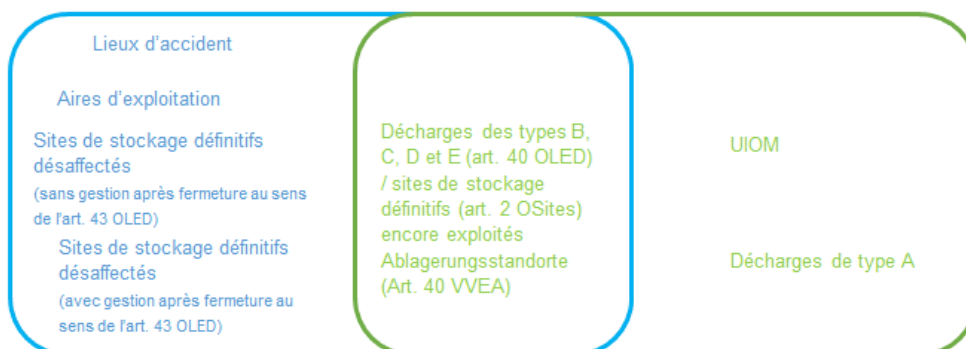 Lieux d'accident
Aires d'exploitation
Sites de stockage définitifs
désaffectés
(sans gestion après fermeture au sens
de l'art. 43 OLED)
Sites de stockage définitifs
désaffectés
(avec gestion après fermeture au
sens de l'art. 43 OLED)
Décharges des types B,
C, D et E (art. 40 OLED)
/ sites de stockage
définitifs (art. 2 OSites)
encore exploités
Ablagerungsstandorte
(Art. 40 VVEA)
UIOM
Décharges de type A